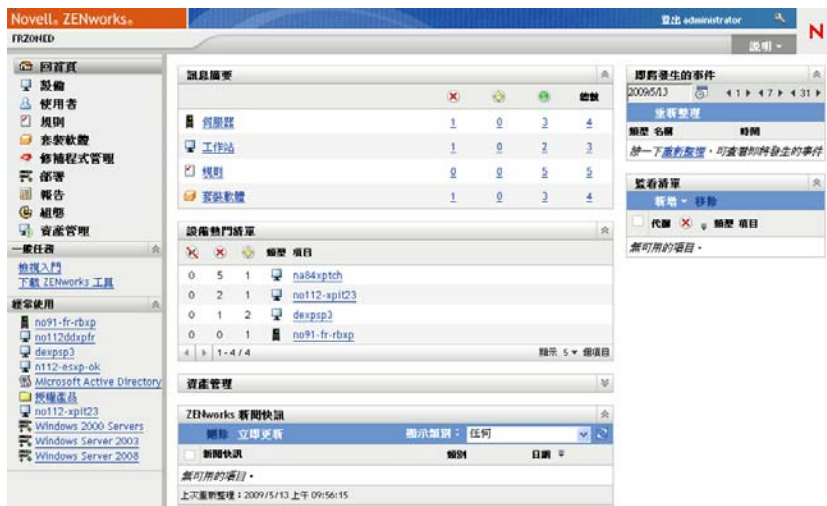 Novell. ZENworks.
登出 administrator
N
FRZONED
說明
回首頁
設備
使用者
規則
套裝軟體
修補程式管理
部署
報告
組態
資產管理
一般任務
檢視入門
下載 ZENworks 工具
經常使用
no91-fr-rbxp
no112ddxpfr
dexpsp3
n112-esxp-ok
Microsoft Active Directory
授權產品
no112-xpit23
Windows 2000 Servers
Windows Server 2003
Windows Server 2008
訊息摘要
總數
伺服器 1 0 3 4
工作站 1 0 2 3
規則 0 0 5 5
套裝軟體 1 0 3 4
設備熱門清單
類型 項目
0 5 1 na84xptch
0 2 1 no112-xpit23
0 1 2 dexpsp3
0 0 1 no91-fr-rbxp
1 - 4 / 4
顯示 5 個項目
資產管理
ZENworks 新聞快訊
刪除 立即更新 顯示類別： 任何
新聞快訊 類別 日期
無可用的項目。
上次重新整理：2009/5/13 上午 09:56:15
即將發生的事件
2009/5/13 1 7 31
重新整理
類型 名稱 時間
按一下重新整理，可查看即將發生的事件
監看清單
新增 移除
代辦 類型 項目
無可用的項目。